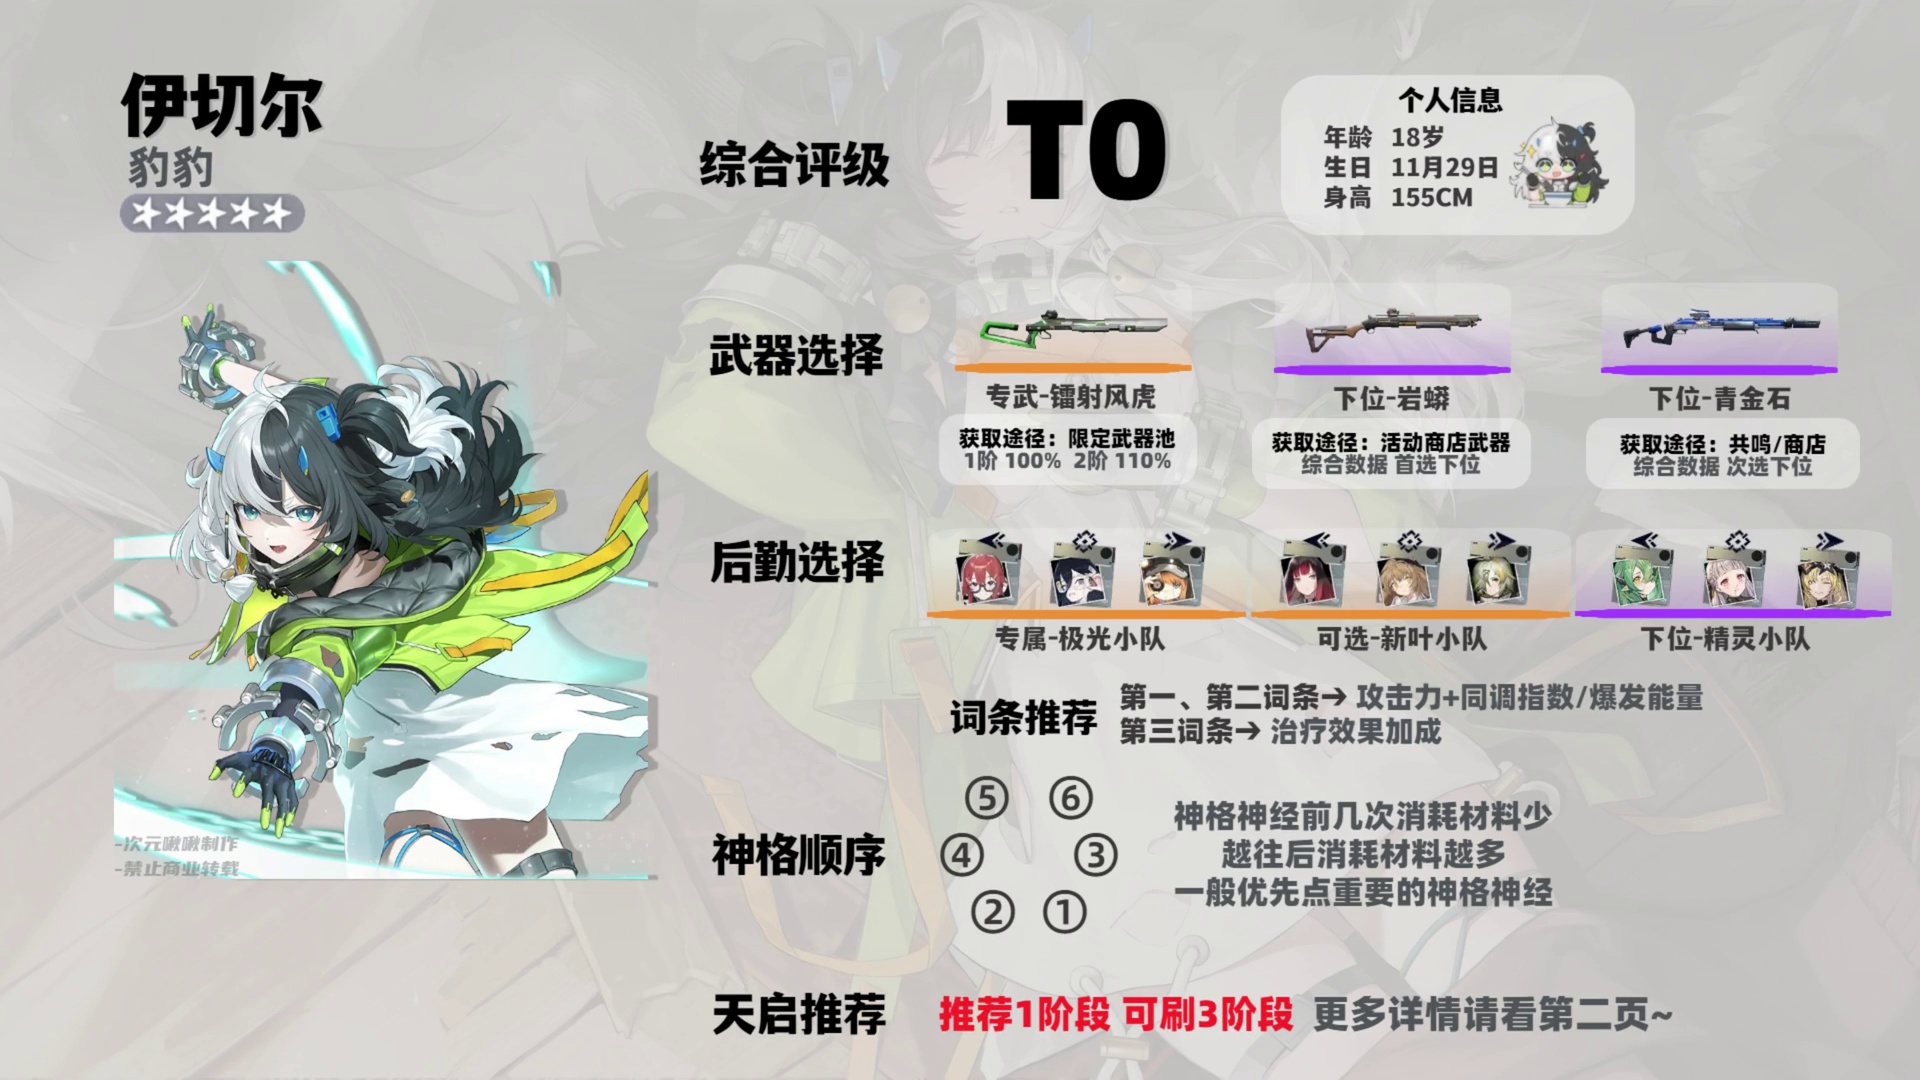 伊切尔
豹豹
综合评级
T0
个人信息
年龄 18岁
生日 11月29日
身高 155CM
武器选择
专武-镭射风虎
获取途径：限定武器池
1阶 100% 2阶 110%
下位-岩蟒
获取途径：活动商店武器
综合数据 首选下位
下位-青金石
获取途径：共鸣/商店
综合数据 次选下位
后勤选择
专属-极光小队
可选-新叶小队
下位-精灵小队
词条推荐
第一、第二词条→ 攻击力+同调指数/爆发能量
第三词条→ 治疗效果加成
神格顺序
⑤ ⑥
④ ③
② ①
神格神经前几次消耗材料少
越往后消耗材料越多
一般优先点重要的神格神经
天启推荐
推荐1阶段 可刷3阶段 更多详情请看第二页~
-次元啾啾制作
-禁止商业转载